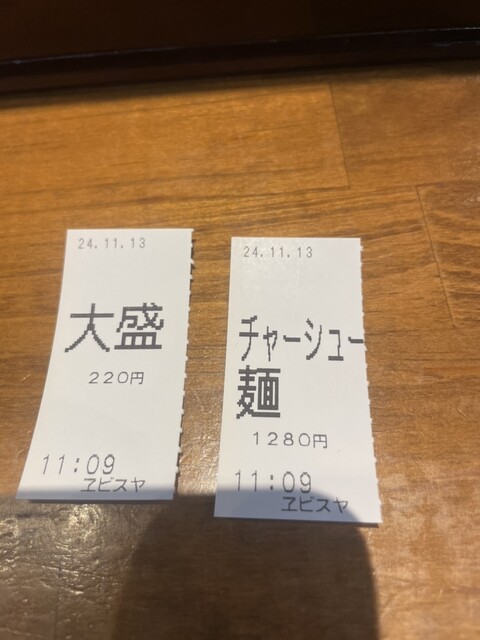 24.11.13
大盛
220円
11:09
ヱビスヤ
24.11.13
チャーシュー
麺
1280円
11:09
ヱビスヤ